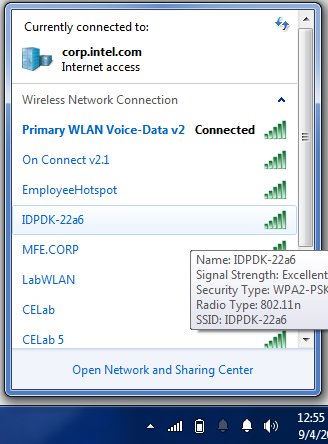 Currently connected to:
corp.intel.com
Internet access
Wireless Network Connection
Primary WLAN Voice-Data v2 Connected
On Connect v2.1
EmployeeHotspot
IDPDK-22a6
MFE.CORP
LabWLAN
CELab
CELab 5
Name: IDPDK-22a6
Signal Strength: Excellent
Security Type: WPA2-PSK
Radio Type: 802.11n
SSID: IDPDK-22a6
Open Network and Sharing Center
12:55
9/4/2